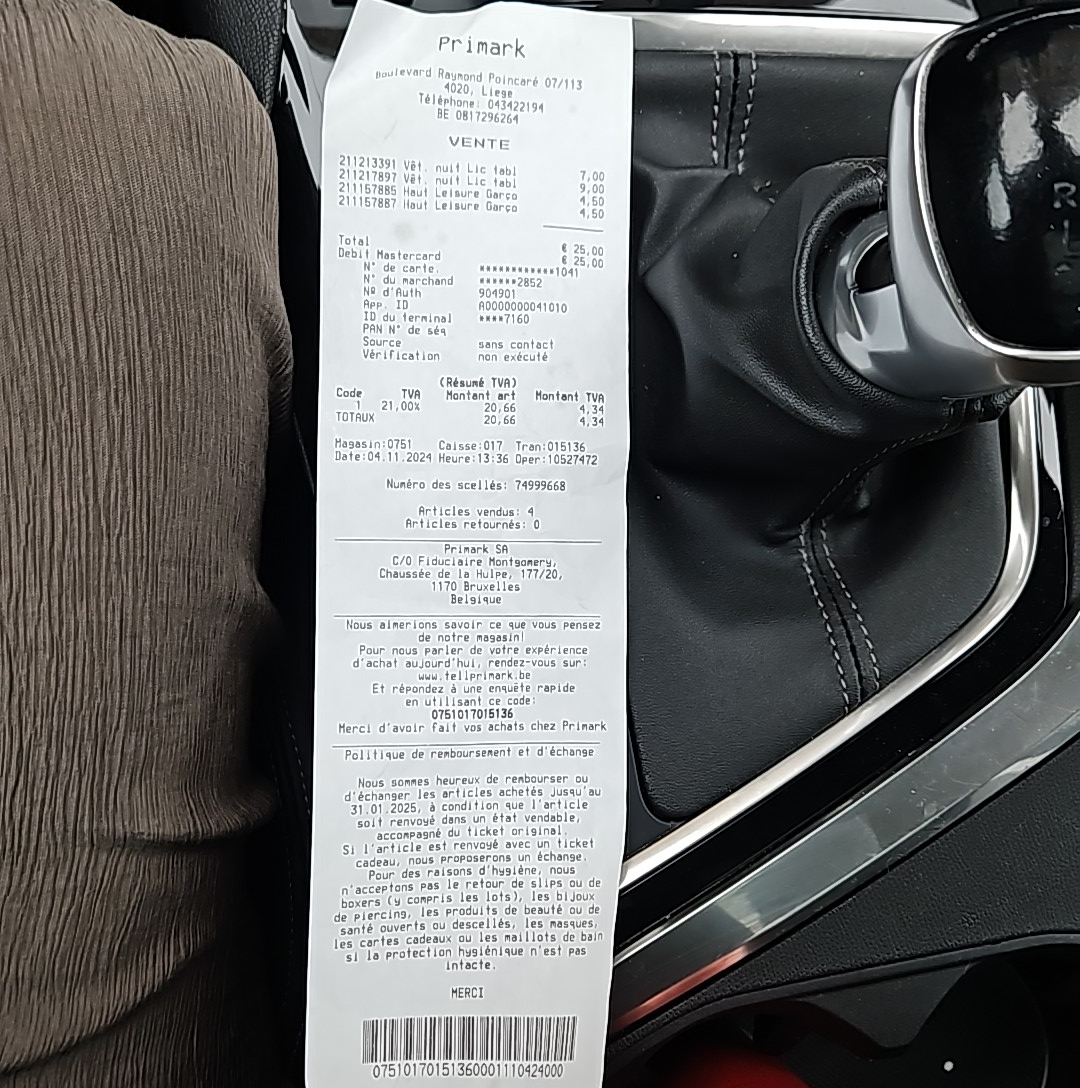 Primark
Boulevard Raymond Poincaré 07/113
4020, Liege
Téléphone: 043422194
BE 0817296264
VENTE
211213391 Vêt. nuit Lic tabl 7,00
211217897 Vêt. nuit Lic tabl 9,00
211157885 Haut Leisure Garço 4,50
211157887 Haut Leisure Garço 4,50
Total € 25,00
Debit Mastercard € 25,00
N° de carte. ************1041
N° du marchand ******2852
Nº d'Auth 904901
App. ID A0000000041010
ID du terminal ****7160
PAN N° de séq
Source sans contact
Vérification non exécuté
(Résumé TVA)
Code TVA Montant art Montant TVA
1 21,00% 20,66 4,34
TOTAUX 20,66 4,34
Magasin:0751 Caisse:017 Tran:015136
Date:04.11.2024 Heure:13:36 Oper:10527472
Numéro des scellés: 74999668
Articles vendus: 4
Articles retournés: 0
Primark SA
C/O Fiduciaire Montgomery,
Chaussée de la Hulpe, 177/20,
1170 Bruxelles
Belgique
Nous aimerions savoir ce que vous pensez
de notre magasin!
Pour nous parler de votre expérience
d'achat aujourd'hui, rendez-vous sur:
www.tellprimark.be
Et répondez à une enquête rapide
en utilisant ce code:
0751017015136
Merci d'avoir fait vos achats chez Primark
Politique de remboursement et d'échange
Nous sommes heureux de rembourser ou
d'échanger les articles achetés jusqu'au
31.01.2025, à condition que l'article
soit renvoyé dans un état vendable,
accompagné du ticket original.
Si l'article est renvoyé avec un ticket
cadeau, nous proposerons un échange.
Pour des raisons d'hygiène, nous
n'acceptons pas le retour de slips ou de
boxers (y compris les lots), les bijoux
de piercing, les produits de beauté ou de
santé ouverts ou descellés, les masques,
les cartes cadeaux ou les maillots de bain
si la protection hygiénique n'est pas
intacte.
MERCI
07510170151360001110424000
R